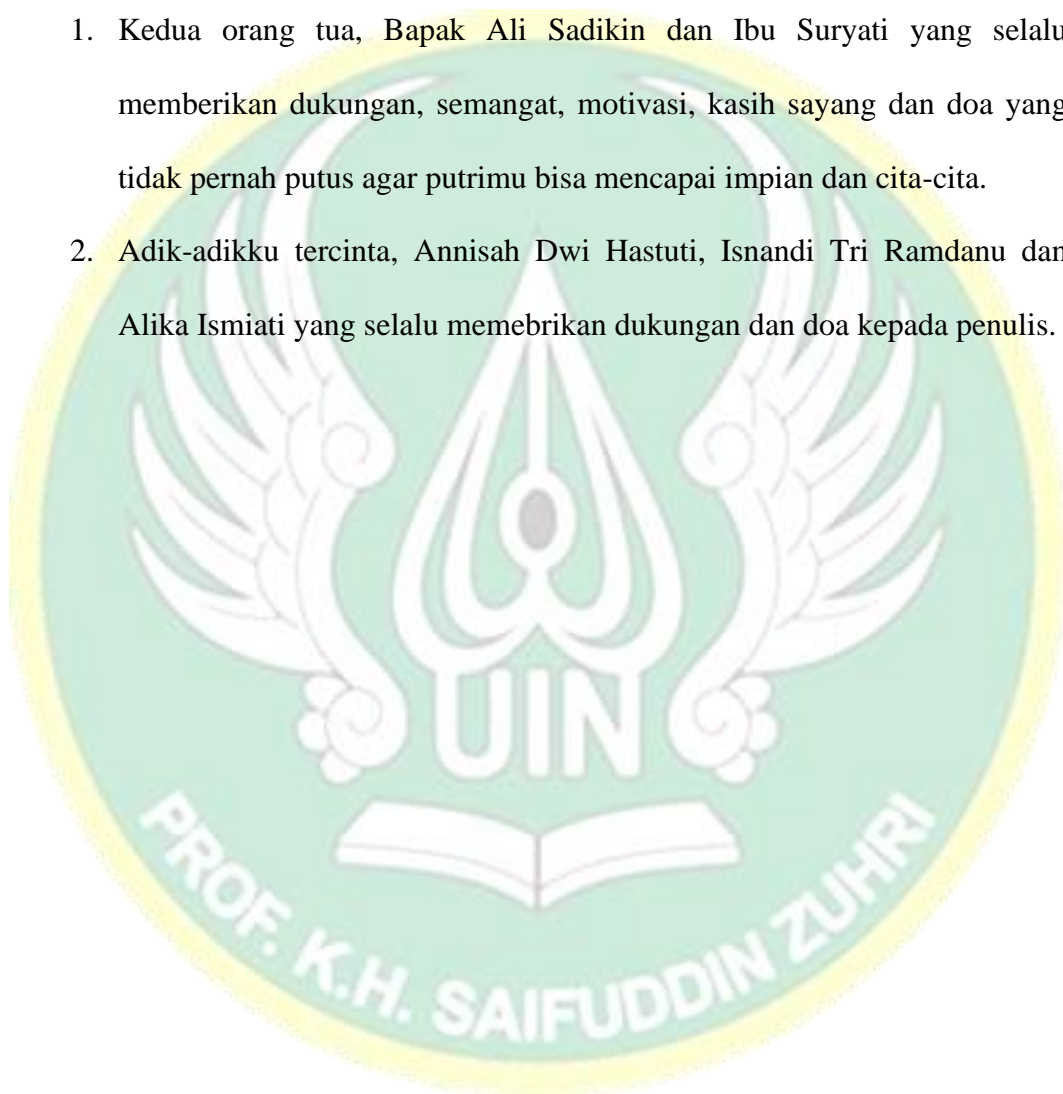 1. Kedua orang tua, Bapak Ali Sadikin dan Ibu Suryati yang selalu
memberikan dukungan, semangat, motivasi, kasih sayang dan doa yang
tidak pernah putus agar putrimu bisa mencapai impian dan cita-cita.
2. Adik-adikku tercinta, Annisah Dwi Hastuti, Isnandi Tri Ramdanu dan
Alika Ismiati yang selalu memebrikan dukungan dan doa kepada penulis.
UIN
PROF. K.H. SAIFUDDIN ZUHRI